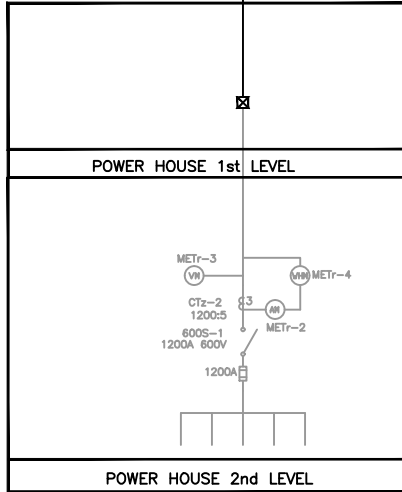 POWER HOUSE 1st LEVEL
METr-3
VM
WHM
METr-4
CTz-2
3
1200:5
AM
METr-2
600S-1
1200A 600V
1200A
POWER HOUSE 2nd LEVEL